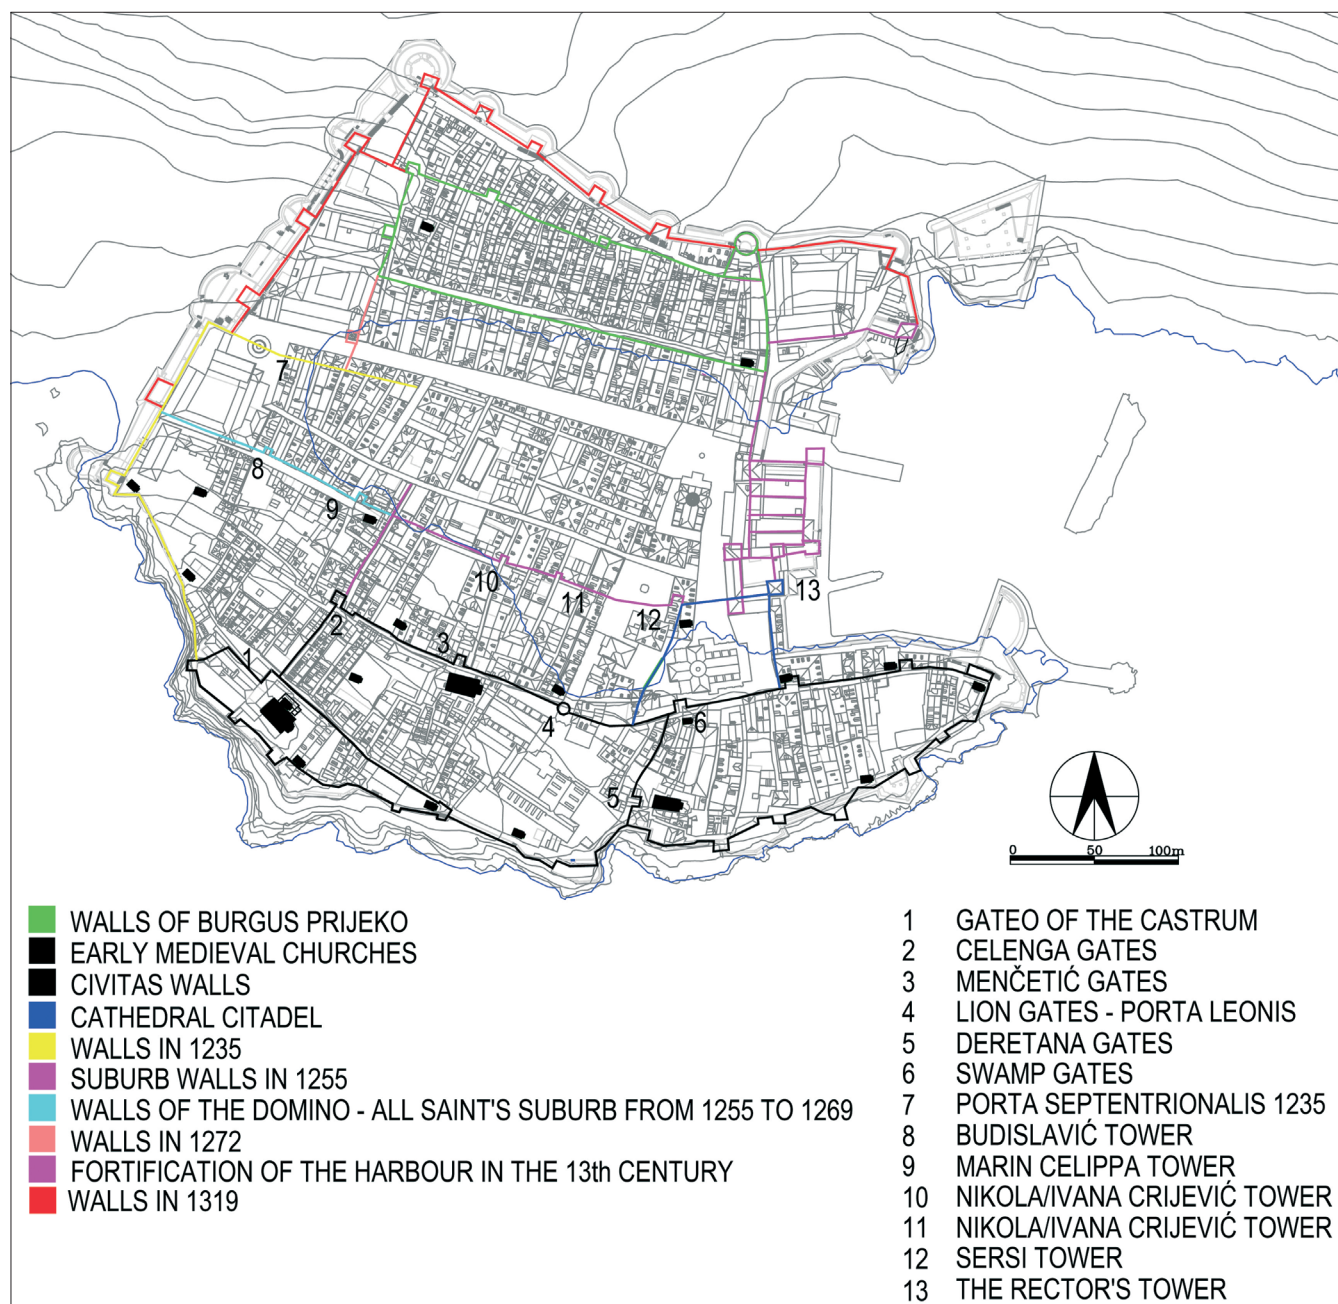 7
8
9
10
11
12
13
2
3
1
4
6
5
0 50 100m
WALLS OF BURGUS PRIJEKO
EARLY MEDIEVAL CHURCHES
CIVITAS WALLS
CATHEDRAL CITADEL
WALLS IN 1235
SUBURB WALLS IN 1255
WALLS OF THE DOMINO - ALL SAINT'S SUBURB FROM 1255 TO 1269
WALLS IN 1272
FORTIFICATION OF THE HARBOUR IN THE 13th CENTURY
WALLS IN 1319
1 GATEO OF THE CASTRUM
2 CELENGA GATES
3 MENČETIĆ GATES
4 LION GATES - PORTA LEONIS
5 DERETANA GATES
6 SWAMP GATES
7 PORTA SEPTENTRIONALIS 1235
8 BUDISLAVIĆ TOWER
9 MARIN CELIPPA TOWER
10 NIKOLA/IVANA CRIJEVIĆ TOWER
11 NIKOLA/IVANA CRIJEVIĆ TOWER
12 SERSI TOWER
13 THE RECTOR'S TOWER